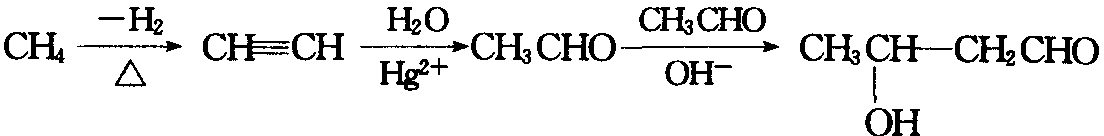 CH₄ —−H₂/△→ CH≡CH —H₂O/Hg²⁺→ CH₃CHO —CH₃CHO/OH⁻→ CH₃CH—CH₂CHO
OH